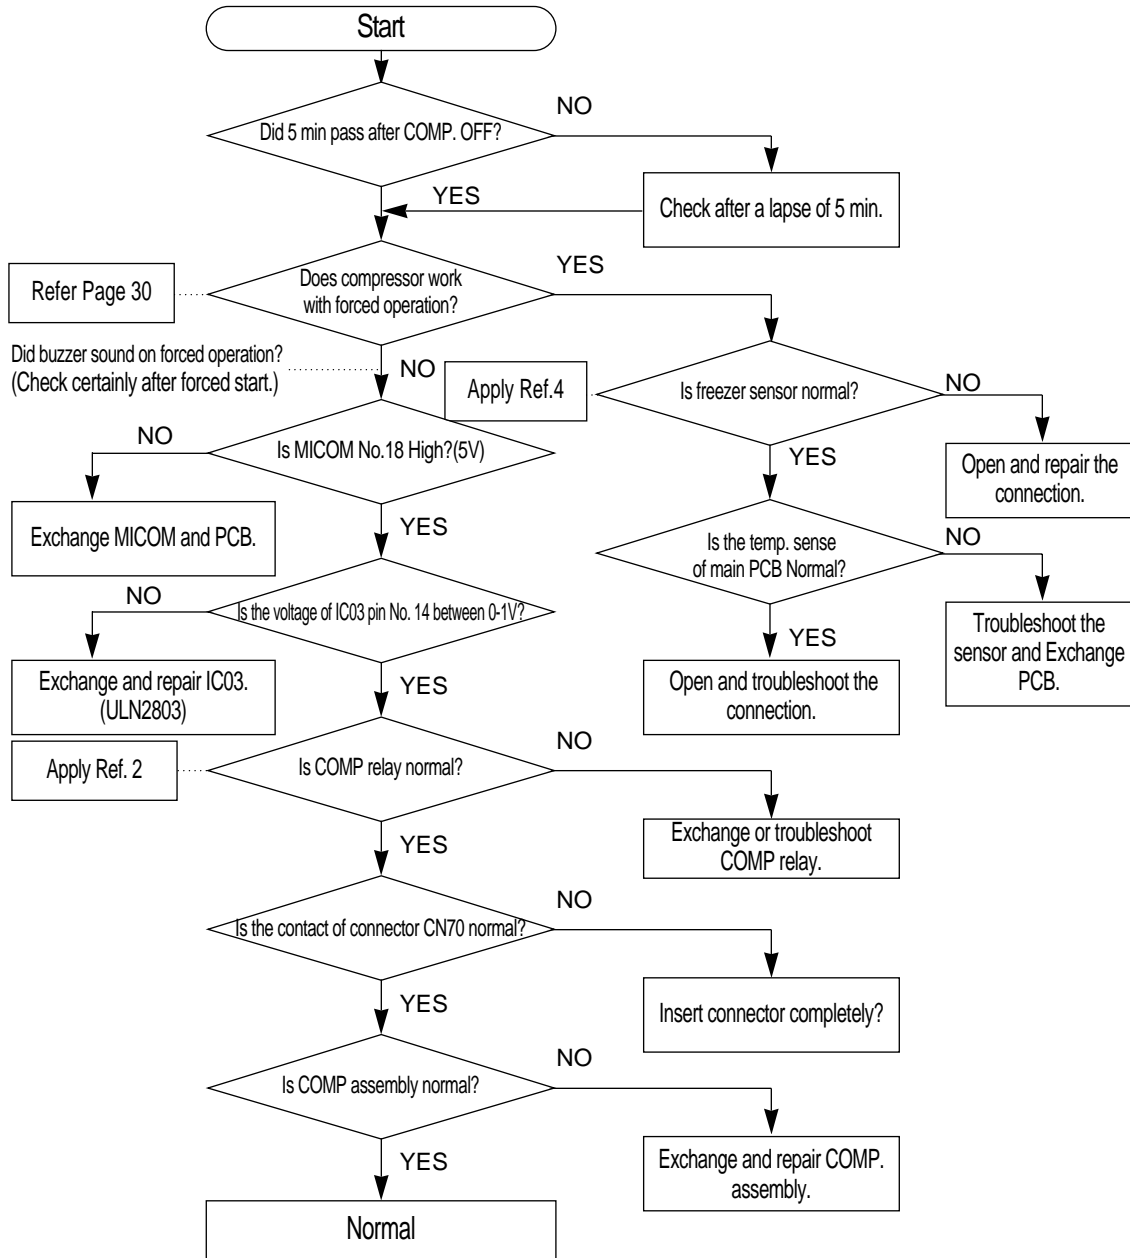 Start
NO
Did 5 min pass after COMP. OFF?
YES
Check after a lapse of 5 min.
YES
Does compressor work
with forced operation?
Refer Page 30
Did buzzer sound on forced operation?
(Check certainly after forced start.)
NO
Apply Ref.4
Is freezer sensor normal?
NO
NO
Is MICOM No.18 High?(5V)
YES
Open and repair the
connection.
Exchange MICOM and PCB.
YES
Is the temp. sense
of main PCB Normal?
NO
NO
Is the voltage of IC03 pin No. 14 between 0-1V?
YES
Troubleshoot the
sensor and Exchange
PCB.
Exchange and repair IC03.
(ULN2803)
YES
Open and troubleshoot the
connection.
Apply Ref. 2
Is COMP relay normal?
NO
YES
Exchange or troubleshoot
COMP relay.
NO
Is the contact of connector CN70 normal?
YES
Insert connector completely?
NO
Is COMP assembly normal?
YES
Exchange and repair COMP.
assembly.
Normal